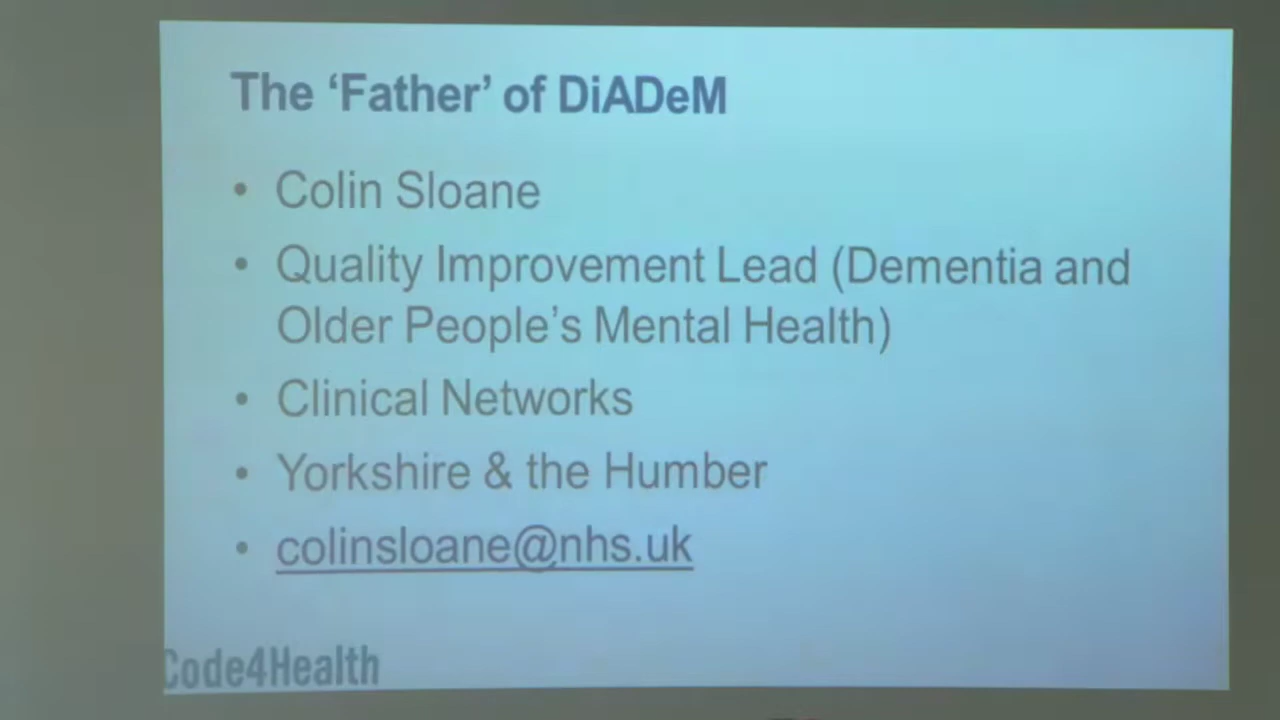 The ‘Father’ of DiADeM
• Colin Sloane
• Quality Improvement Lead (Dementia and
Older People’s Mental Health)
• Clinical Networks
• Yorkshire & the Humber
• colinsloane@nhs.uk
Code4Health